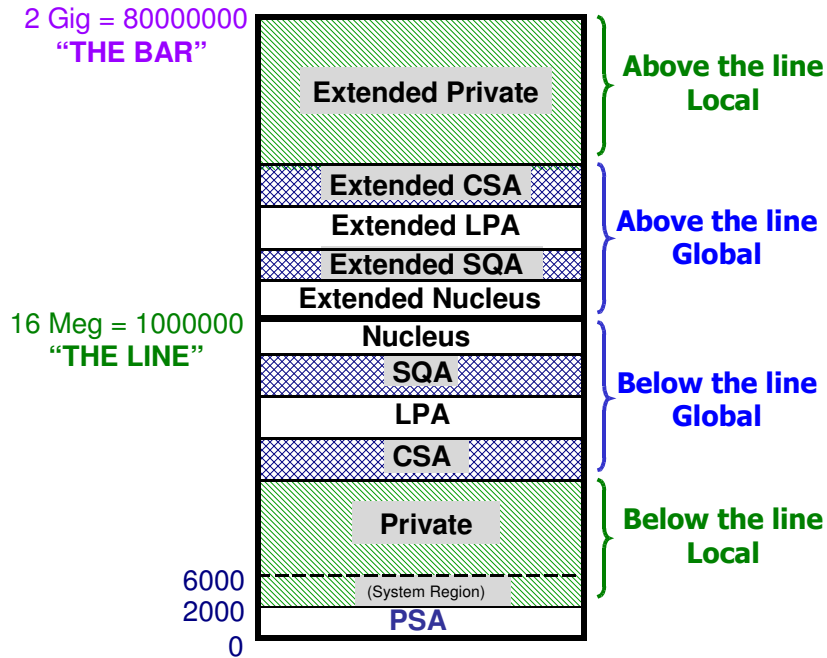 2 Gig = 80000000
“THE BAR”
Extended Private
Above the line
Local
Extended CSA
Extended LPA
Extended SQA
Extended Nucleus
Above the line
Global
16 Meg = 1000000
“THE LINE”
Nucleus
SQA
LPA
CSA
Below the line
Global
Private
Below the line
Local
6000
(System Region)
2000
PSA
0